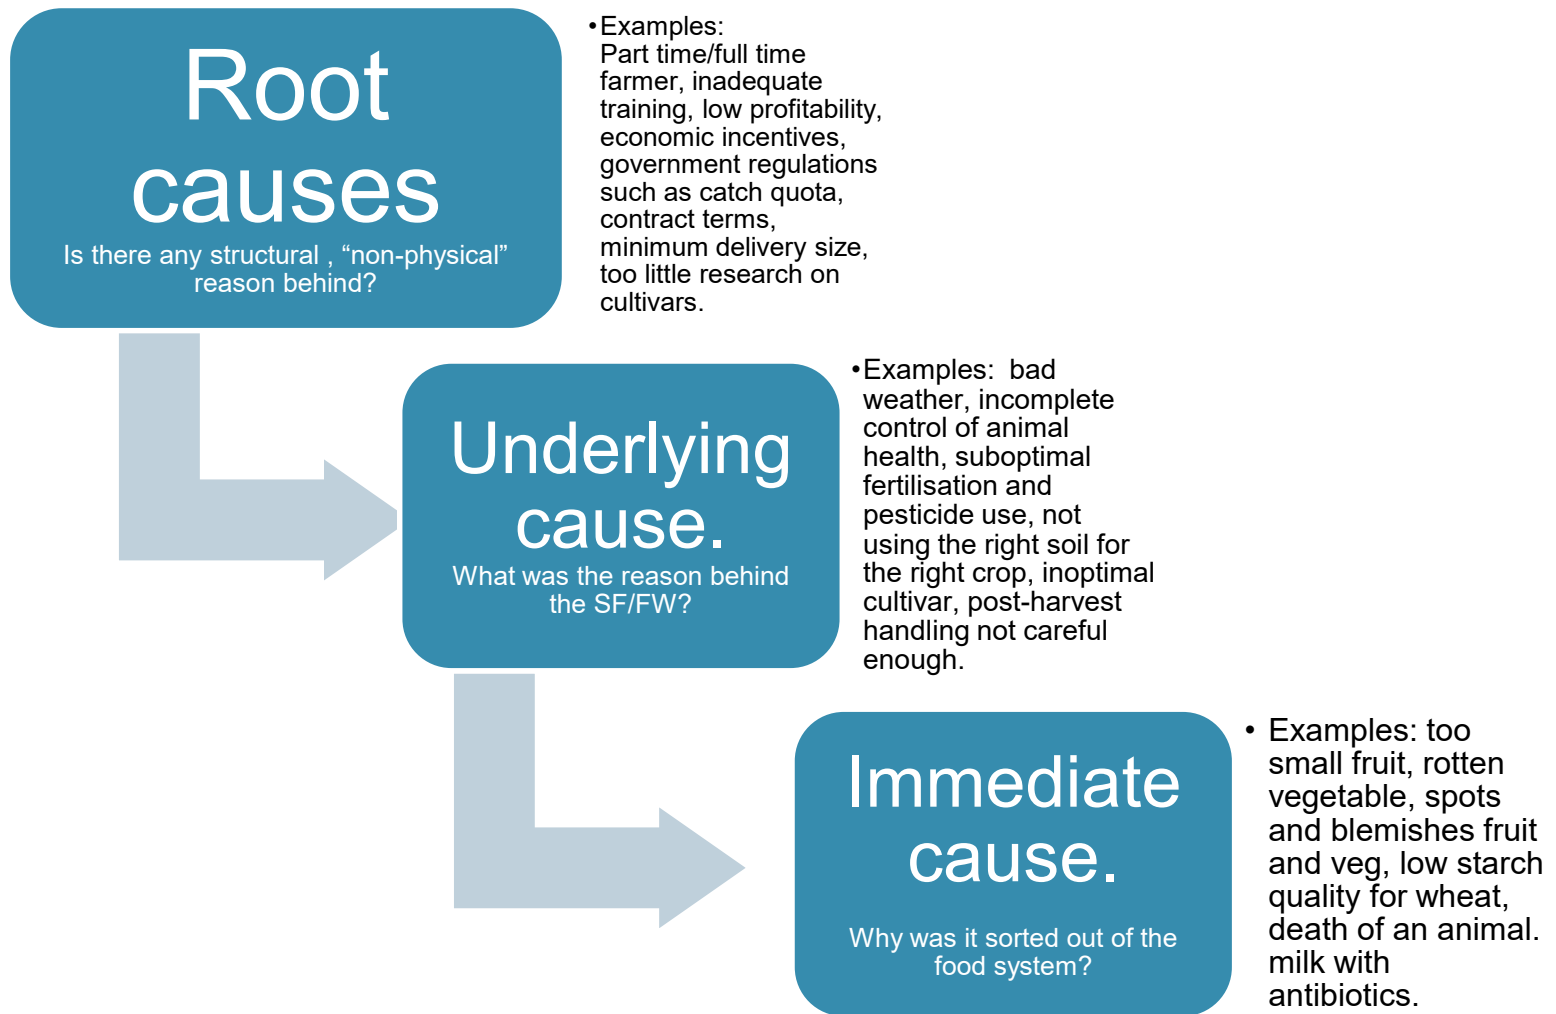 Root
causes
Is there any structural , “non-physical”
reason behind?
•Examples:
Part time/full time
farmer, inadequate
training, low profitability,
economic incentives,
government regulations
such as catch quota,
contract terms,
minimum delivery size,
too little research on
cultivars.
Underlying
cause.
What was the reason behind
the SF/FW?
•Examples:  bad
weather, incomplete
control of animal
health, suboptimal
fertilisation and
pesticide use, not
using the right soil for
the right crop, inoptimal
cultivar, post-harvest
handling not careful
enough.
Immediate
cause.
Why was it sorted out of the
food system?
• Examples: too
small fruit, rotten
vegetable, spots
and blemishes fruit
and veg, low starch
quality for wheat,
death of an animal.
milk with
antibiotics.